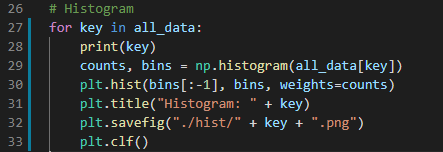 26 # Histogram
27 for key in all_data:
28     print(key)
29     counts, bins = np.histogram(all_data[key])
30     plt.hist(bins[:-1], bins, weights=counts)
31     plt.title("Histogram: " + key)
32     plt.savefig("./hist/" + key + ".png")
33     plt.clf()